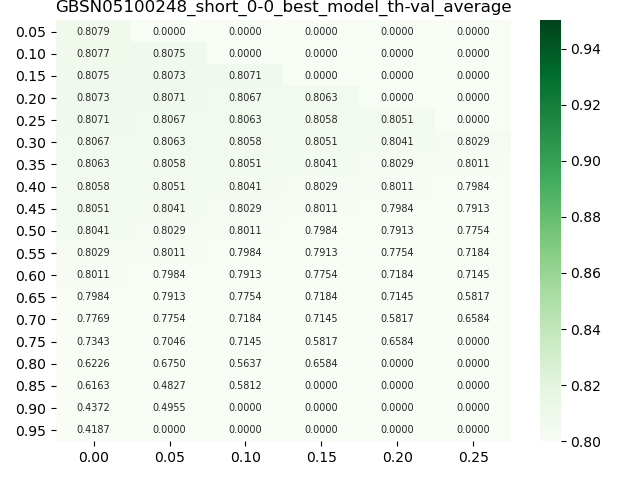 GBSN05100248_short_0-0_best_model_th-val_average
0.05 0.8079 0.0000 0.0000 0.0000 0.0000 0.0000
0.10 0.8077 0.8075 0.0000 0.0000 0.0000 0.0000
0.15 0.8075 0.8073 0.8071 0.0000 0.0000 0.0000
0.20 0.8073 0.8071 0.8067 0.8063 0.0000 0.0000
0.25 0.8071 0.8067 0.8063 0.8058 0.8051 0.0000
0.30 0.8067 0.8063 0.8058 0.8051 0.8041 0.8029
0.35 0.8063 0.8058 0.8051 0.8041 0.8029 0.8011
0.40 0.8058 0.8051 0.8041 0.8029 0.8011 0.7984
0.45 0.8051 0.8041 0.8029 0.8011 0.7984 0.7913
0.50 0.8041 0.8029 0.8011 0.7984 0.7913 0.7754
0.55 0.8029 0.8011 0.7984 0.7913 0.7754 0.7184
0.60 0.8011 0.7984 0.7913 0.7754 0.7184 0.7145
0.65 0.7984 0.7913 0.7754 0.7184 0.7145 0.5817
0.70 0.7769 0.7754 0.7184 0.7145 0.5817 0.6584
0.75 0.7343 0.7046 0.7145 0.5817 0.6584 0.0000
0.80 0.6226 0.6750 0.5637 0.6584 0.0000 0.0000
0.85 0.6163 0.4827 0.5812 0.0000 0.0000 0.0000
0.90 0.4372 0.4955 0.0000 0.0000 0.0000 0.0000
0.95 0.4187 0.0000 0.0000 0.0000 0.0000 0.0000
0.00 0.05 0.10 0.15 0.20 0.25
0.94
0.92
0.90
0.88
0.86
0.84
0.82
0.80